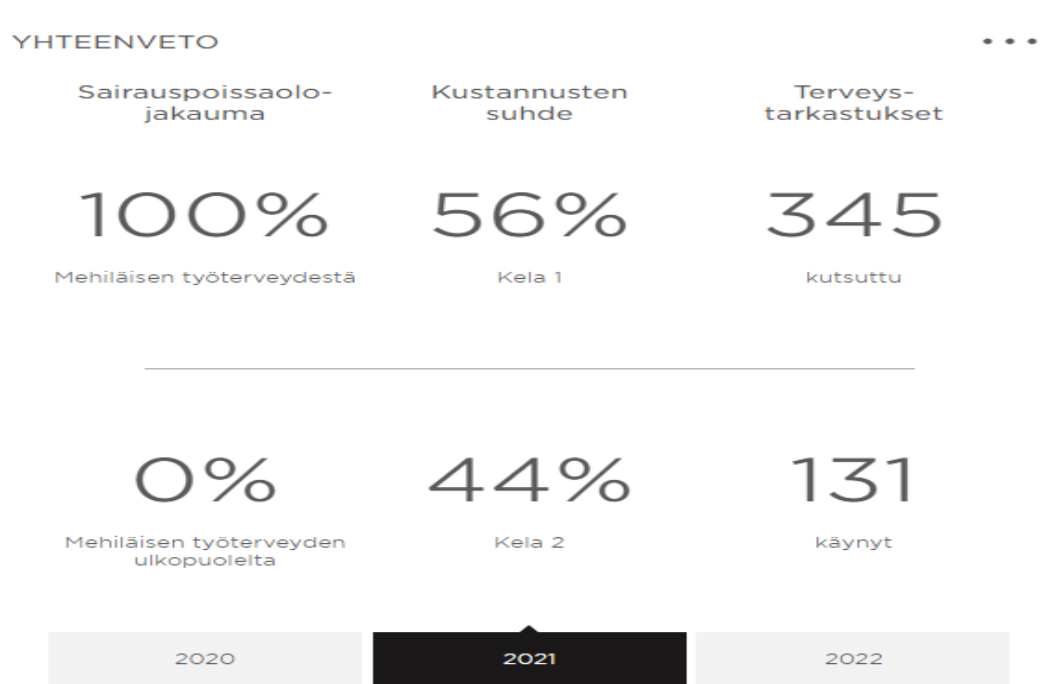 YHTEENVETO
Sairauspoissaolo-
jakauma
Kustannusten
suhde
Terveys-
tarkastukset
100%
56%
345
Mehiläisen työterveydestä
Kela 1
kutsuttu
0%
44%
131
Mehiläisen työterveyden
ulkopuolelta
Kela 2
käynyt
2020
2021
2022